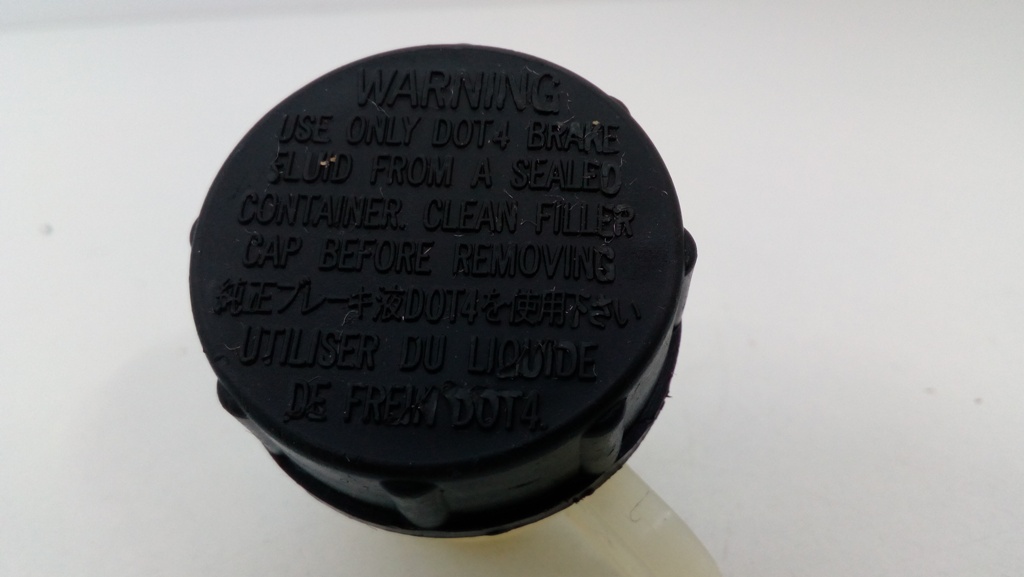 WARNING
USE ONLY DOT4 BRAKE
FLUID FROM A SEALED
CONTAINER. CLEAN FILLER
CAP BEFORE REMOVING
純正ブレーキ液DOT4を使用下さい
UTILISER DU LIQUIDE
DE FREIN DOT4.